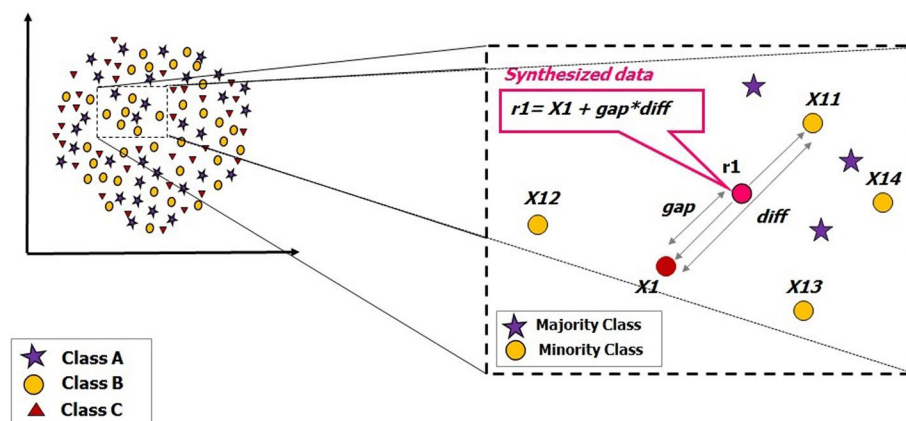 Synthesized data
r1= X1 + gap*diff
X11
r1
X14
X12
gap
diff
X1
X13
Majority Class
Minority Class
Class A
Class B
Class C